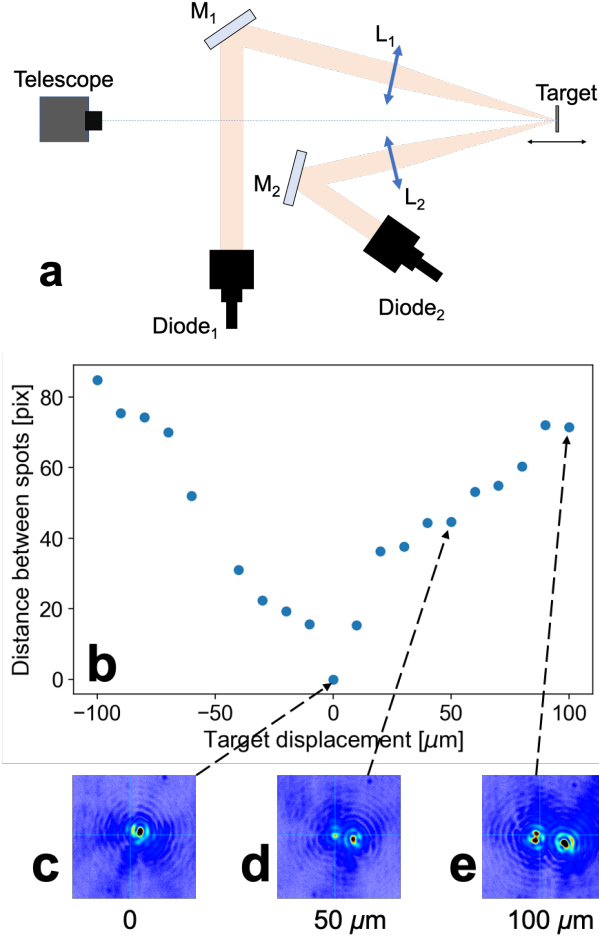 M₁
L₁
Telescope
Target
M₂
L₂
a
Diode₁
Diode₂
Distance between spots [pix]
80
60
40
20
0
b
−100
−50
0
50
100
Target displacement [μm]
c
d
e
0
50 μm
100 μm